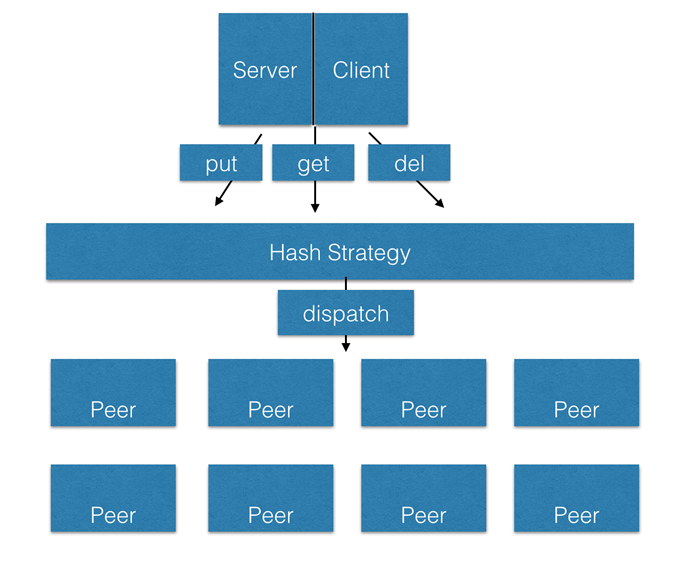 Server
Client
put
get
del
Hash Strategy
dispatch
Peer
Peer
Peer
Peer
Peer
Peer
Peer
Peer